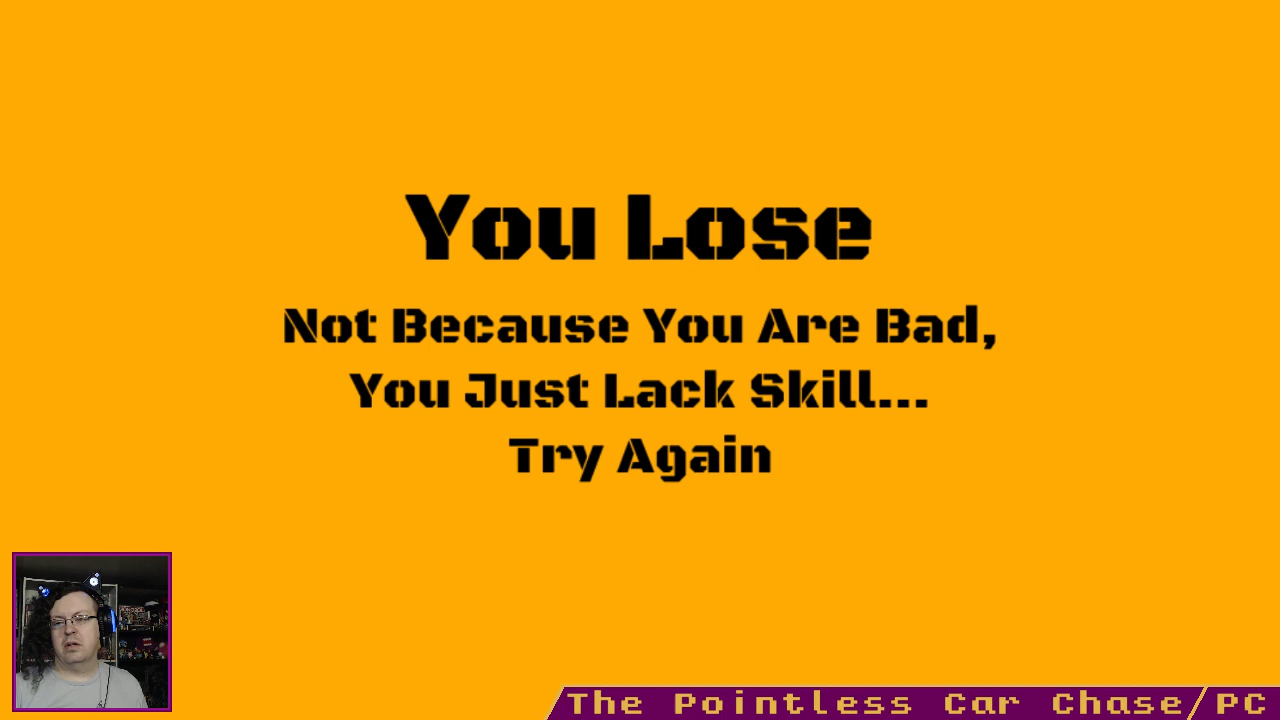 You Lose
Not Because You Are Bad,
You Just Lack Skill...
Try Again
The Pointless Car Chase/PC